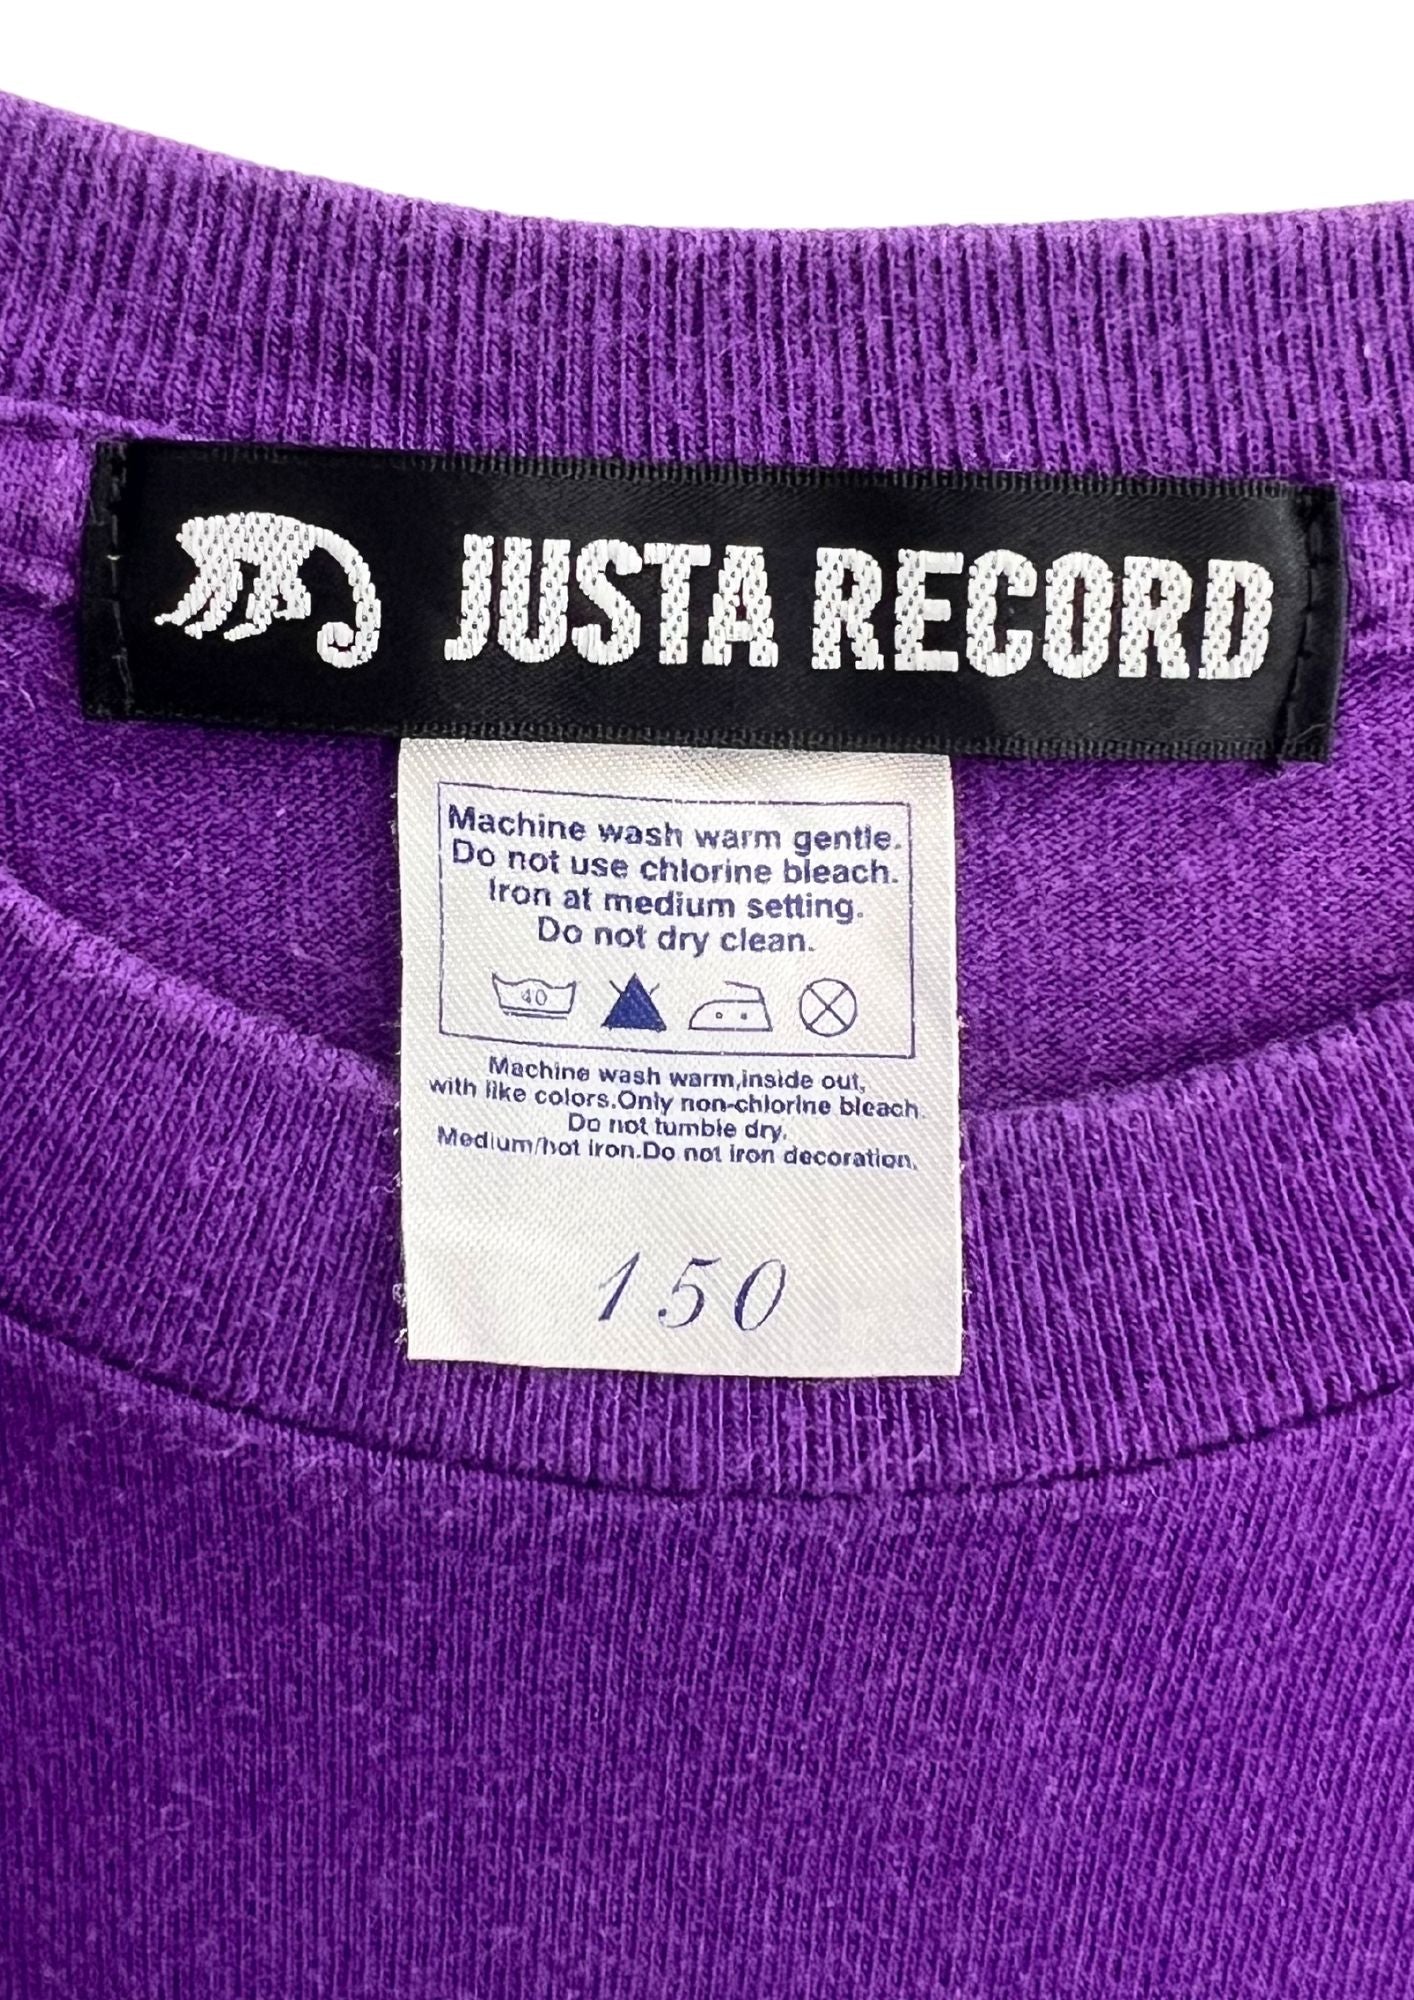 JUSTA RECORD
Machine wash warm gentle.
Do not use chlorine bleach.
Iron at medium setting.
Do not dry clean.
40
Machine wash warm,inside out,
with like colors.Only non-chlorine bleach.
Do not tumble dry.
Medium/hot iron.Do not iron decoration.
150